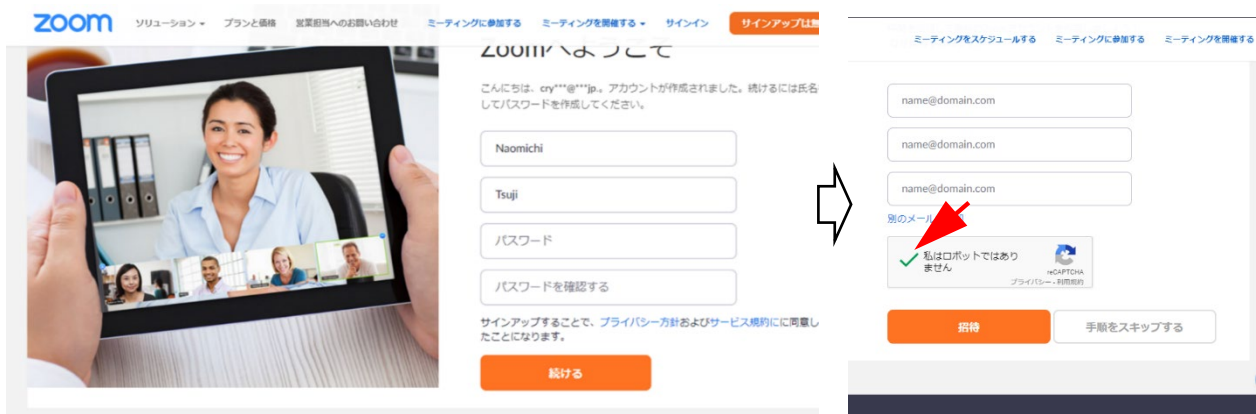 zoom ソリューション プランと価格 営業担当へのお問い合わせ ミーティングに参加する ミーティングを開催する サインイン サインアップは無
Zoomへようこそ
こんにちは、cry***@***jp.。アカウントが作成されました。続けるには氏名
してパスワードを作成してください。
Naomichi
Tsuji
パスワード
パスワードを確認する
サインアップすることで、プライバシー方針およびサービス規約にに同意し
たことになります。
続ける
ミーティングをスケジュールする ミーティングに参加する ミーティングを開催する
name@domain.com
name@domain.com
name@domain.com
別のメール
私はロボットではあり
ません
reCAPTCHA
プライバシー - 利用規約
招待 手順をスキップする